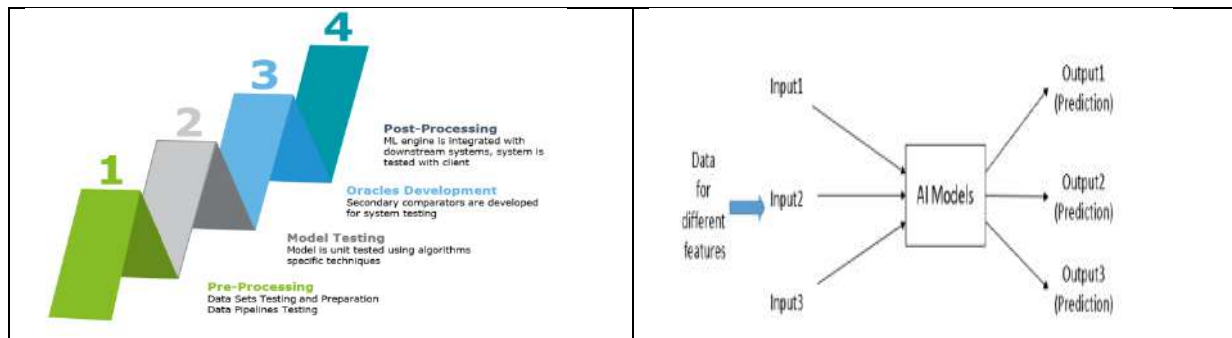 1
2
3
4
Post-Processing
ML engine is integrated with
downstream systems, system is
tested with client
Oracles Development
Secondary comparators are developed
for system testing
Model Testing
Model is unit tested using algorithms
specific techniques
Pre-Processing
Data Sets Testing and Preparation
Data Pipelines Testing
Data
for
different
features
Input1
Input2
Input3
AI Models
Output1
(Prediction)
Output2
(Prediction)
Output3
(Prediction)